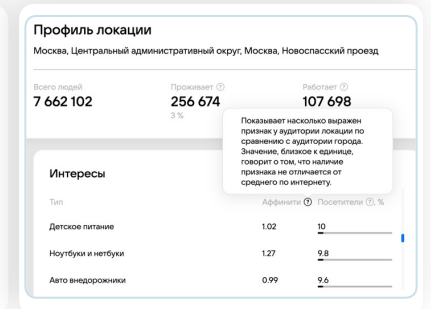 Профиль локации
Москва, Центральный административный округ, Москва, Новоспасский проезд
Всего людей Проживает ? Работает ?
7 662 102 256 674 107 698
3 %
Показывает насколько выражен
признак у аудитории локации по
сравнению с аудитории города.
Значение, близкое к единице,
говорит о том, что наличие
признака не отличается от
среднего по интернету.
Интересы
Тип Аффинити ? Посетители ?, %
Детское питание 1.02 10
Ноутбуки и нетбуки 1.27 9.8
Авто внедорожники 0.99 9.6